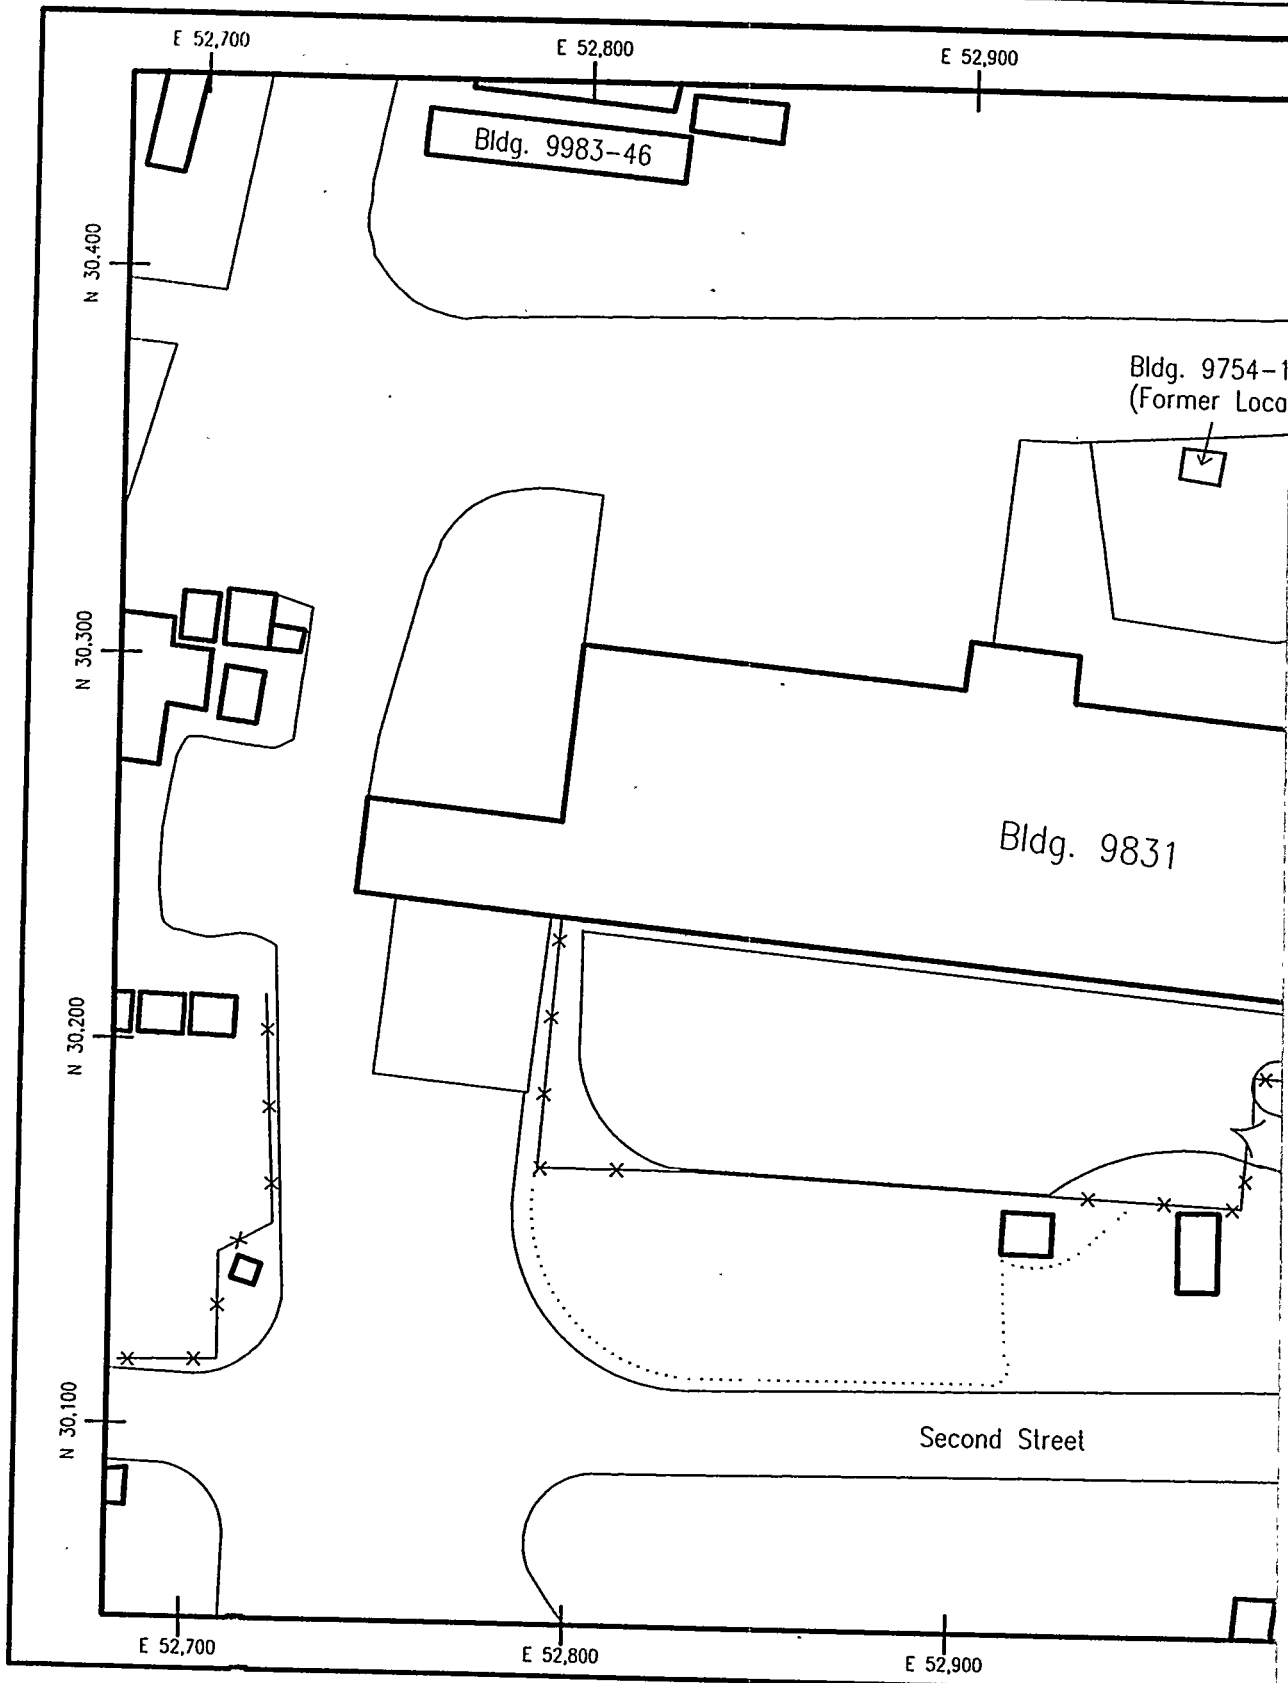 E 52,700
E 52,800
E 52,900
Bldg. 9983-46
N 30,400
Bldg. 9754-1
(Former Loca
N 30,300
Bldg. 9831
N 30,200
N 30,100
Second Street
E 52,700
E 52,800
E 52,900